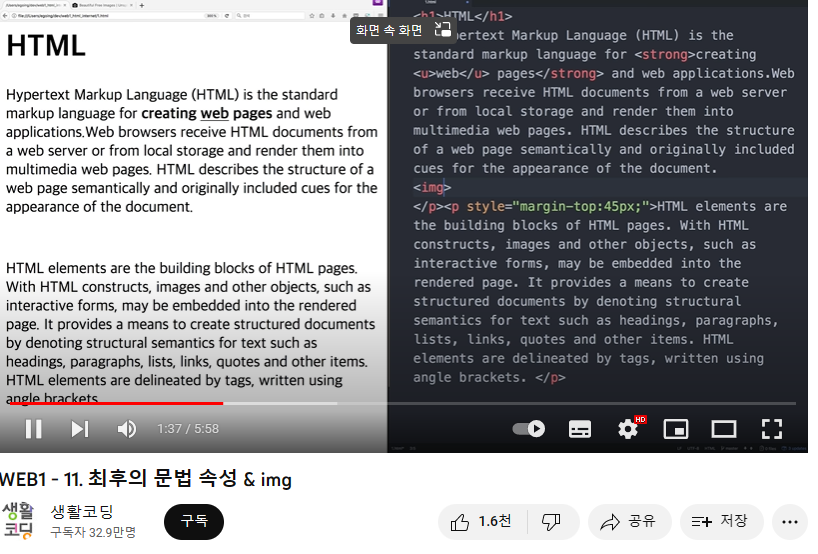 Beautiful Free Images | Unsp
file:///Users/egoing/dev/web1_html_internet/1.html
HTML
Hypertext Markup Language (HTML) is the standard
markup language for creating web pages and web
applications.Web browsers receive HTML documents from
a web server or from local storage and render them into
multimedia web pages. HTML describes the structure of a
web page semantically and originally included cues for the
appearance of the document.
HTML elements are the building blocks of HTML pages.
With HTML constructs, images and other objects, such as
interactive forms, may be embedded into the rendered
page. It provides a means to create structured documents
by denoting structural semantics for text such as
headings, paragraphs, lists, links, quotes and other items.
HTML elements are delineated by tags, written using
angle brackets.
화면 속 화면
<h1>HTML</h1>
pertext Markup Language (HTML) is the
standard markup language for <strong>creating
<u>web</u> pages</strong> and web applications.Web
browsers receive HTML documents from a web server
or from local storage and render them into
multimedia web pages. HTML describes the structure
of a web page semantically and originally included
cues for the appearance of the document.
<img>
</p><p style="margin-top:45px;">HTML elements are
the building blocks of HTML pages. With HTML
constructs, images and other objects, such as
interactive forms, may be embedded into the
rendered page. It provides a means to create
structured documents by denoting structural
semantics for text such as headings, paragraphs,
lists, links, quotes and other items. HTML
elements are delineated by tags, written using
angle brackets. </p>
1:37 / 5:58
HD
WEB1 - 11. 최후의 문법 속성 & img
생활
코딩
생활코딩
구독자 32.9만명
구독
1.6천
공유
저장